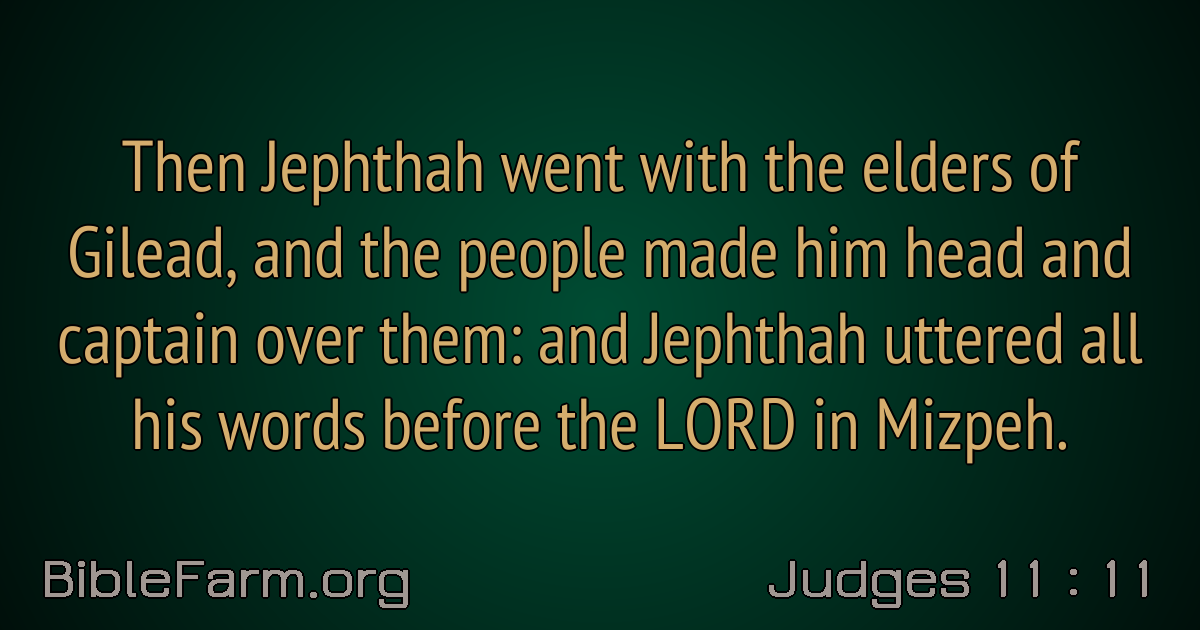 Then Jephthah went with the elders of
Gilead, and the people made him head and
captain over them: and Jephthah uttered all
his words before the LORD in Mizpeh.
BibleFarm.org
Judges 11 : 11